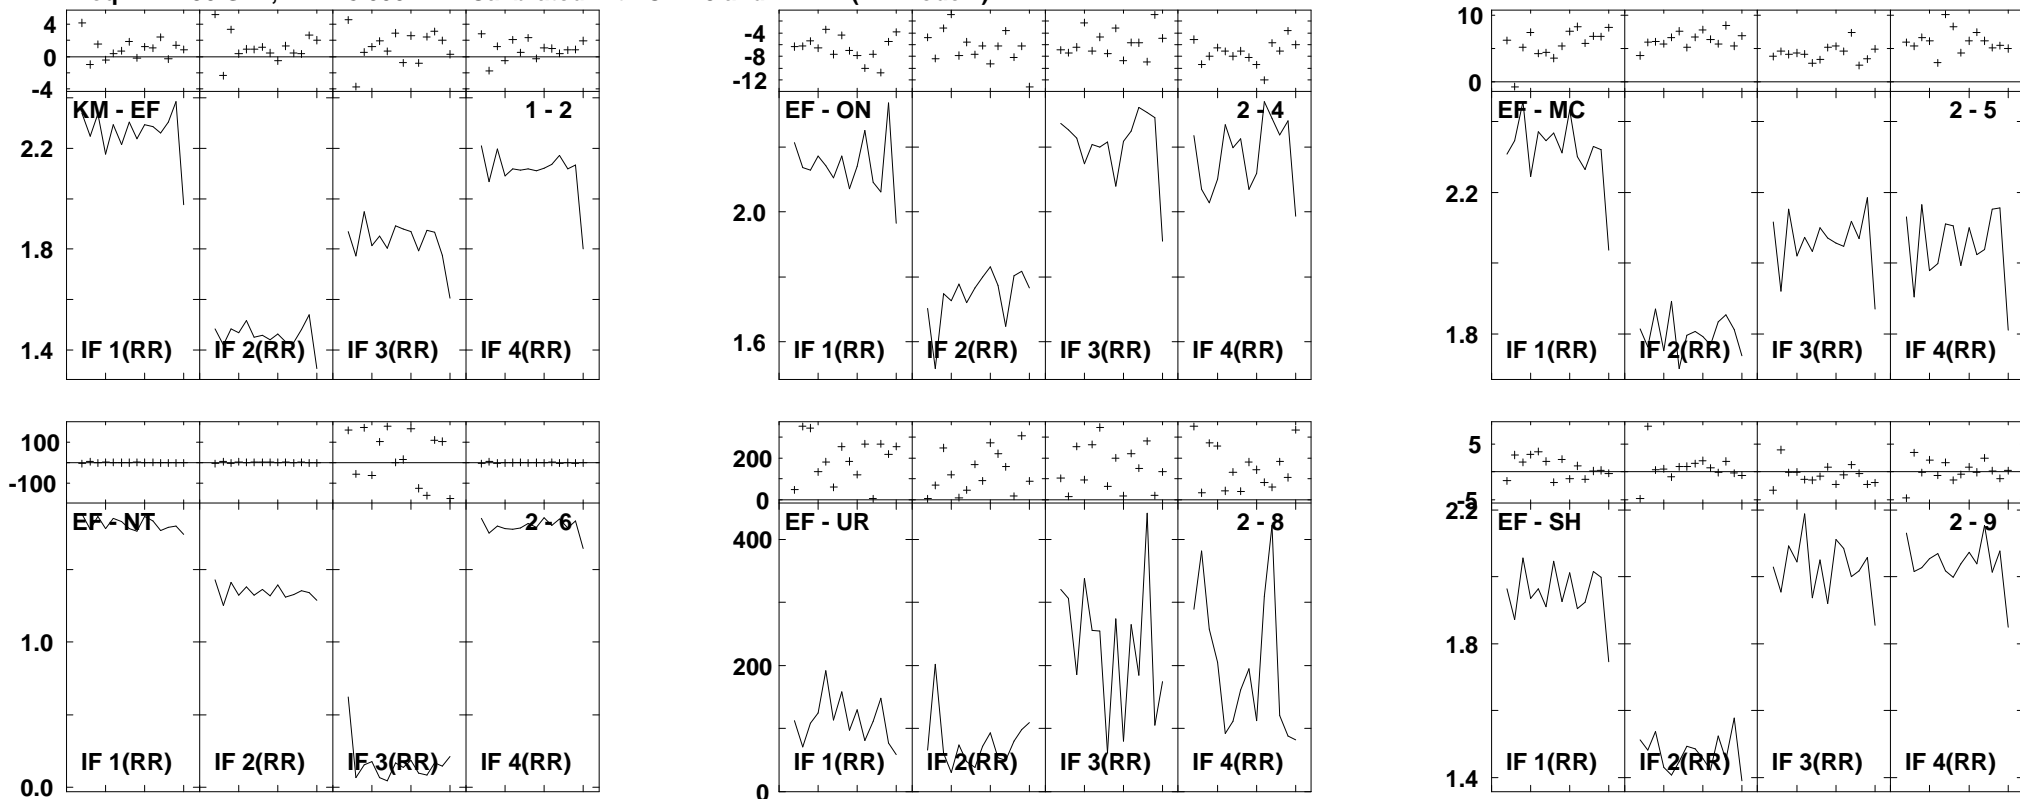 4
0
-4
KM - EF
1 - 2
2.2
1.8
1.4
IF 1(RR)
IF 2(RR)
IF 3(RR)
IF 4(RR)
-4
-8
-12
EF - ON
2 - 4
2.0
1.6
IF 1(RR)
IF 2(RR)
IF 3(RR)
IF 4(RR)
10
0
EF - MC
2 - 5
2.2
1.8
IF 1(RR)
IF 2(RR)
IF 3(RR)
IF 4(RR)
100
-100
EF - NT
2 - 6
1.0
0.0
IF 1(RR)
IF 2(RR)
IF 3(RR)
IF 4(RR)
200
0
EF - UR
2 - 8
400
200
0
IF 1(RR)
IF 2(RR)
IF 3(RR)
IF 4(RR)
5
-5
2.2
EF - SH
2 - 9
1.8
1.4
IF 1(RR)
IF 2(RR)
IF 3(RR)
IF 4(RR)